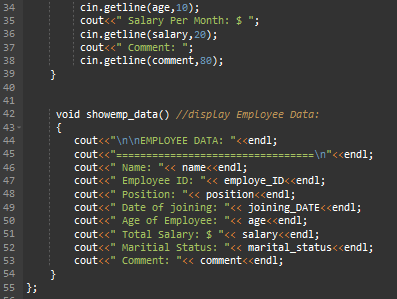 34 cin.getline(age,10);
35 cout<<" Salary Per Month: $ ";
36 cin.getline(salary,20);
37 cout<<" Comment: ";
38 cin.getline(comment,80);
39 }
40
41
42 void showemp_data() //display Employee Data:
43 {
44 cout<<"\n\nEMPLOYEE DATA: "<<endl;
45 cout<<"=================================\n"<<endl;
46 cout<<" Name: "<< name<<endl;
47 cout<<" Employee ID: "<< employe_ID<<endl;
48 cout<<" Position: "<< position<<endl;
49 cout<<" Date of joining: "<< joining_DATE<<endl;
50 cout<<" Age of Employee: "<< age<<endl;
51 cout<<" Total Salary: $ "<< salary<<endl;
52 cout<<" Maritial Status: "<< marital_status<<endl;
53 cout<<" Comment: "<< comment<<endl;
54 }
55 };